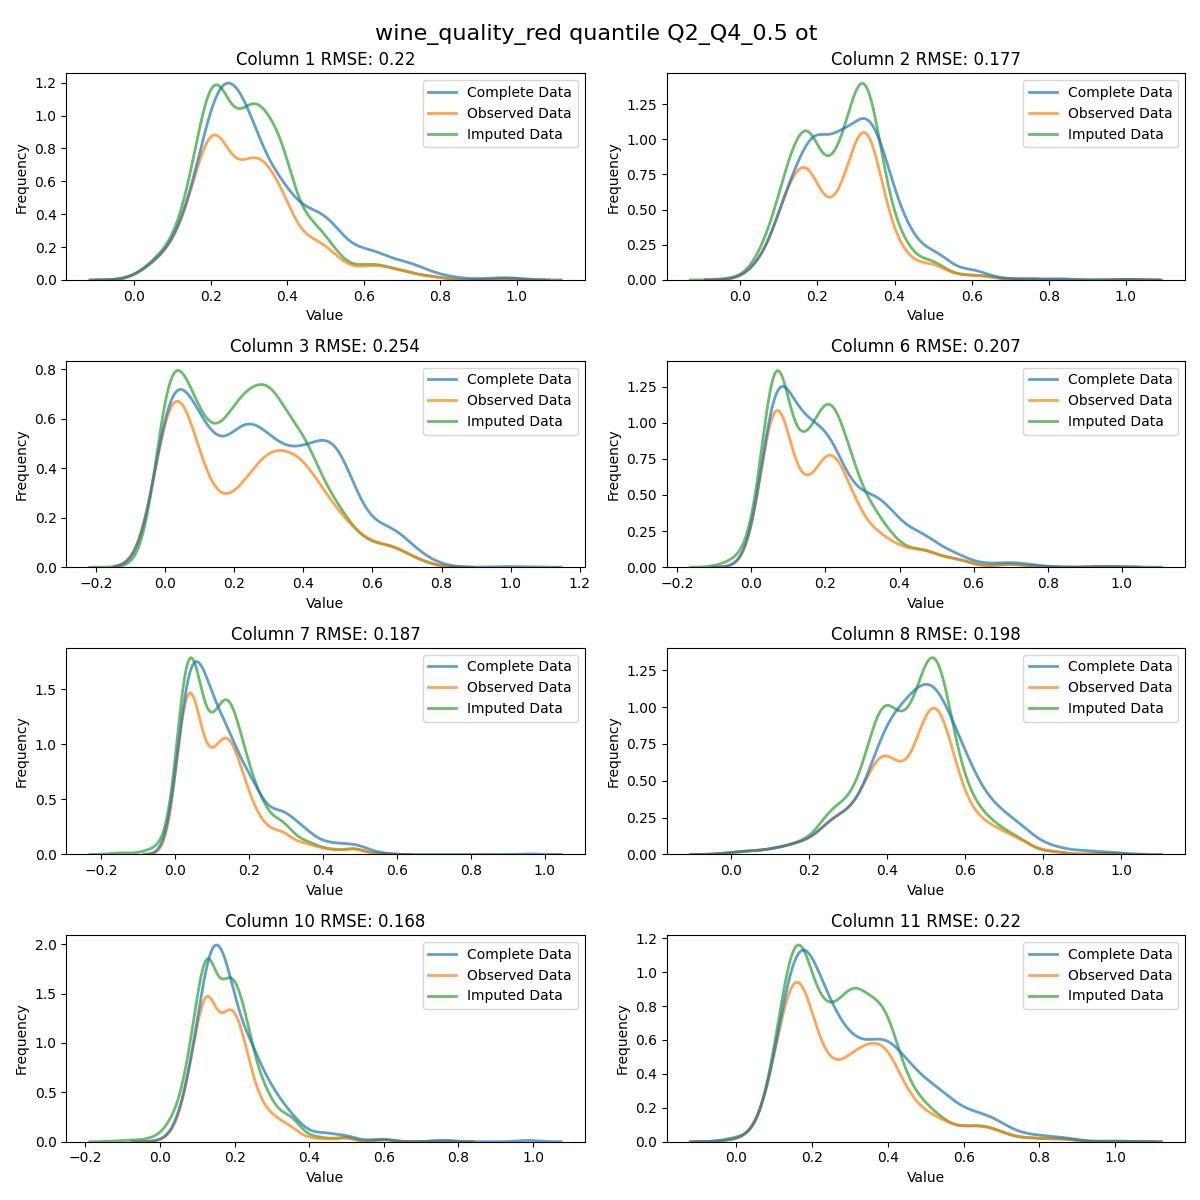 wine_quality_red quantile Q2_Q4_0.5 ot
Column 1 RMSE: 0.22
Frequency
1.2
1.0
0.8
0.6
0.4
0.2
0.0
Complete Data
Observed Data
Imputed Data
0.0 0.2 0.4 0.6 0.8 1.0
Value
Column 2 RMSE: 0.177
Frequency
1.25
1.00
0.75
0.50
0.25
0.00
Complete Data
Observed Data
Imputed Data
0.0 0.2 0.4 0.6 0.8 1.0
Value
Column 3 RMSE: 0.254
Frequency
0.8
0.6
0.4
0.2
0.0
Complete Data
Observed Data
Imputed Data
−0.2 0.0 0.2 0.4 0.6 0.8 1.0 1.2
Value
Column 6 RMSE: 0.207
Frequency
1.25
1.00
0.75
0.50
0.25
0.00
Complete Data
Observed Data
Imputed Data
−0.2 0.0 0.2 0.4 0.6 0.8 1.0
Value
Column 7 RMSE: 0.187
Frequency
1.5
1.0
0.5
0.0
Complete Data
Observed Data
Imputed Data
−0.2 0.0 0.2 0.4 0.6 0.8 1.0
Value
Column 8 RMSE: 0.198
Frequency
1.25
1.00
0.75
0.50
0.25
0.00
Complete Data
Observed Data
Imputed Data
0.0 0.2 0.4 0.6 0.8 1.0
Value
Column 10 RMSE: 0.168
Frequency
2.0
1.5
1.0
0.5
0.0
Complete Data
Observed Data
Imputed Data
−0.2 0.0 0.2 0.4 0.6 0.8 1.0
Value
Column 11 RMSE: 0.22
Frequency
1.2
1.0
0.8
0.6
0.4
0.2
0.0
Complete Data
Observed Data
Imputed Data
0.0 0.2 0.4 0.6 0.8 1.0
Value